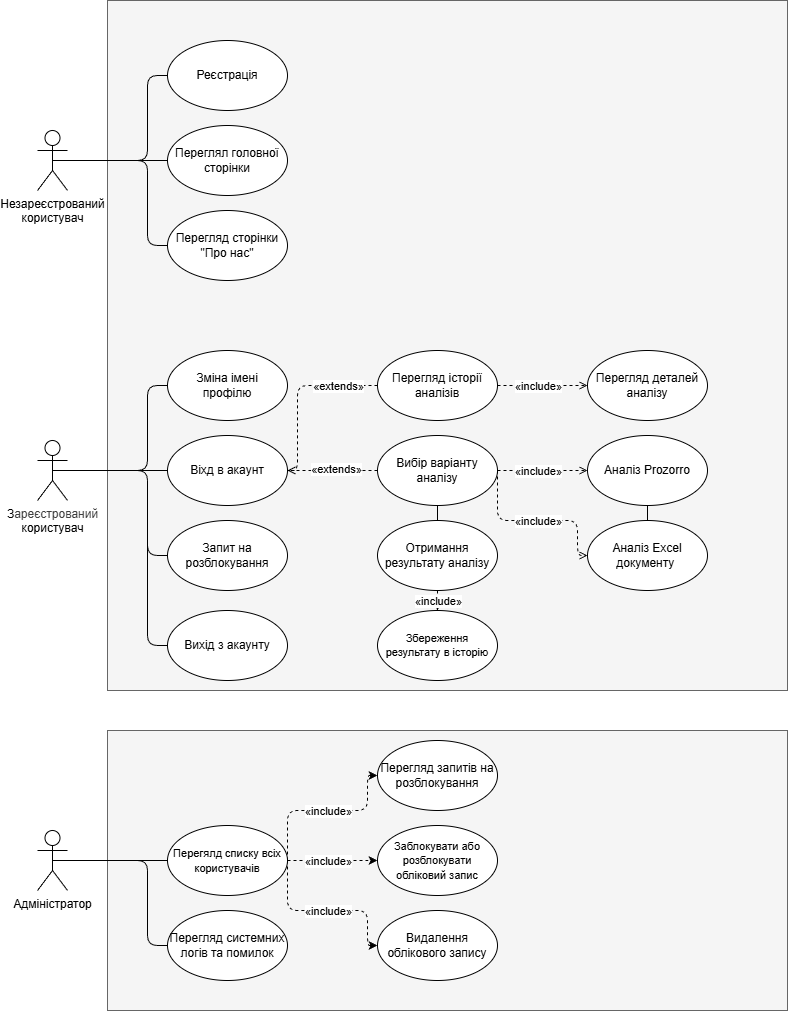 Реєстрація
Переглял головної
сторінки
Незареєстрований
користувач
Перегляд сторінки
"Про нас"
Зміна імені
профілю
«extends»
Перегляд історії
аналізів
«include»
Перегляд деталей
аналізу
Віхд в акаунт
«extends»
Вибір варіанту
аналізу
«include»
Аналіз Prozorro
Зареєстрований
користувач
«include»
Запит на
розблокування
Отримання
результату аналізу
Аналіз Excel
документу
«include»
Вихід з акаунту
Збереження
результату в історію
Перегляд запитів на
розблокування
«include»
Перегялд списку всіх
користувачів
«include»
Заблокувати або
розблокувати
обліковий запис
Адміністратор
«include»
Перегляд системних
логів та помилок
Видалення
облікового запису